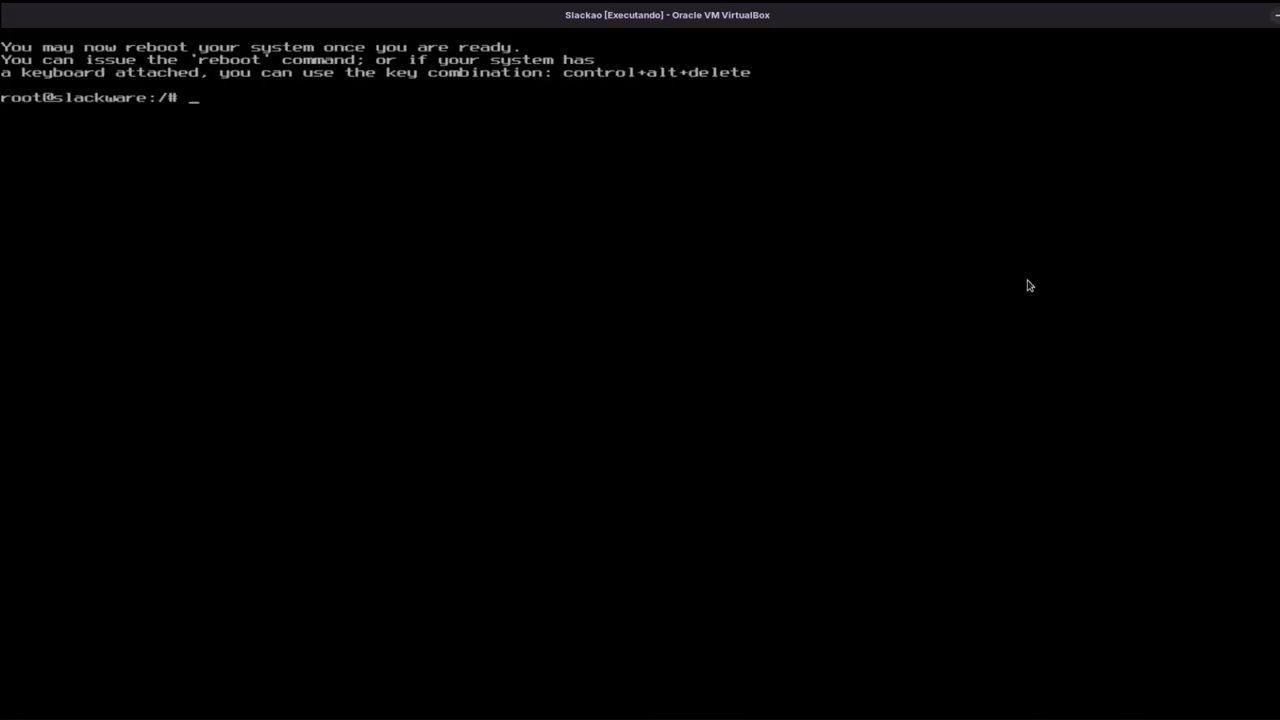 Slackao [Executando] - Oracle VM VirtualBox
You may now reboot your system once you are ready.
You can issue the 'reboot' command; or if your system has
a keyboard attached, you can use the key combination: control+alt+delete
root@slackware:/# _